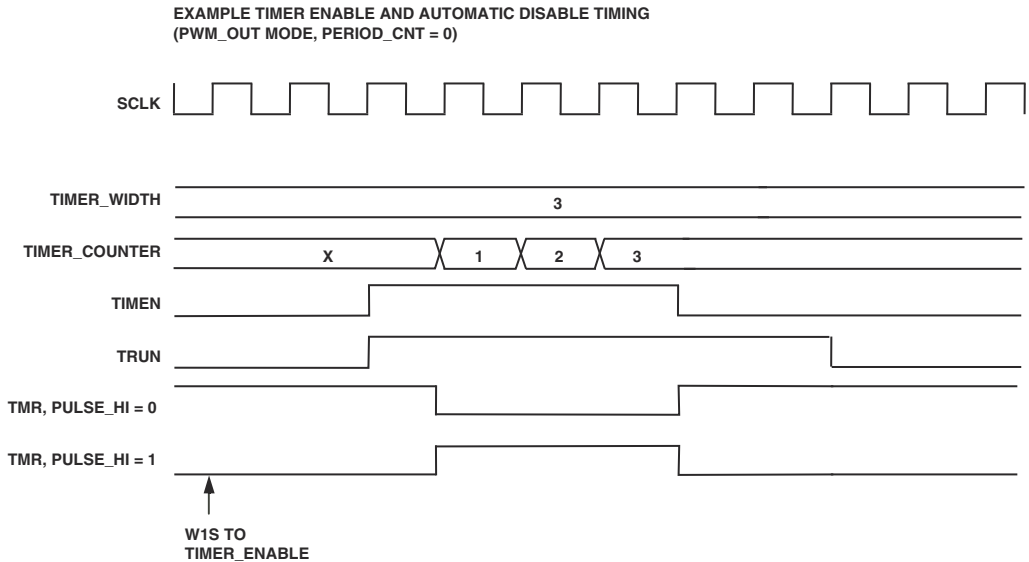 EXAMPLE TIMER ENABLE AND AUTOMATIC DISABLE TIMING
(PWM_OUT MODE, PERIOD_CNT = 0)
SCLK
TIMER_WIDTH
3
TIMER_COUNTER
X
1
2
3
TIMEN
TRUN
TMR, PULSE_HI = 0
TMR, PULSE_HI = 1
W1S TO
TIMER_ENABLE